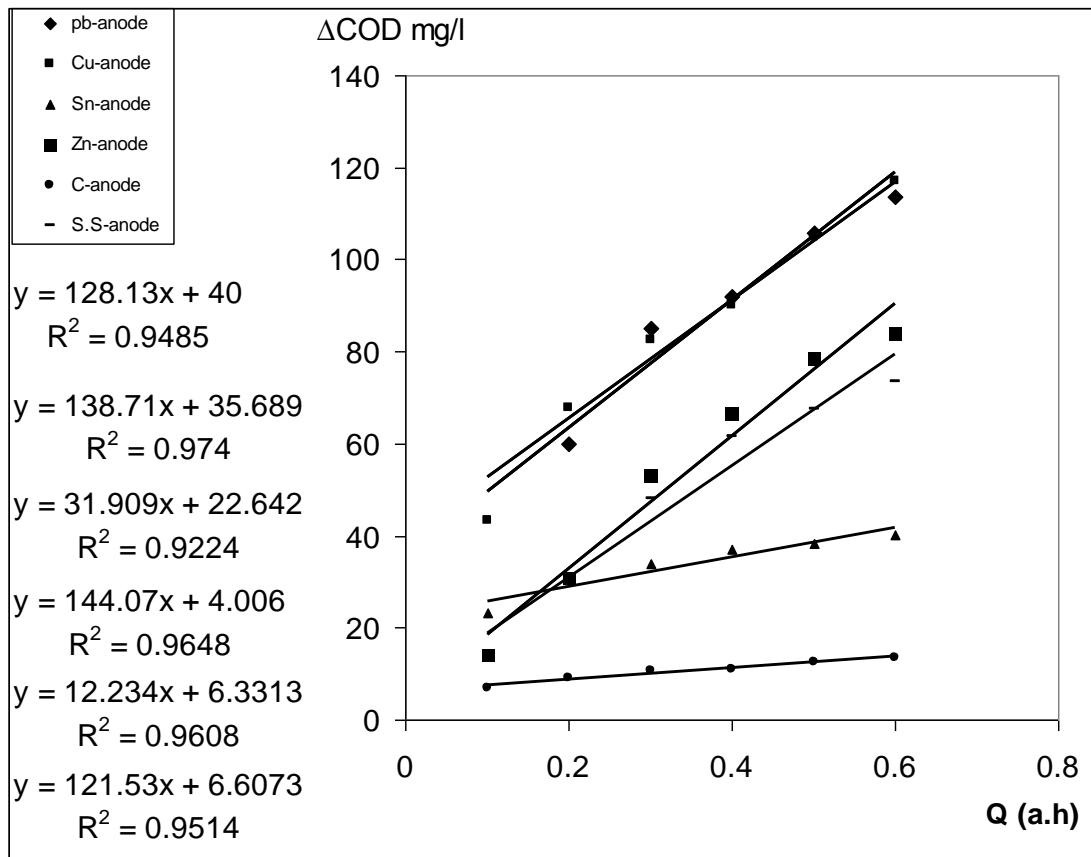 pb-anode
Cu-anode
Sn-anode
Zn-anode
C-anode
S.S-anode
y = 128.13x + 40
R² = 0.9485
y = 138.71x + 35.689
R² = 0.974
y = 31.909x + 22.642
R² = 0.9224
y = 144.07x + 4.006
R² = 0.9648
y = 12.234x + 6.3313
R² = 0.9608
y = 121.53x + 6.6073
R² = 0.9514
ΔCOD mg/l
140
120
100
80
60
40
20
0
0 0.2 0.4 0.6 0.8
Q (a.h)